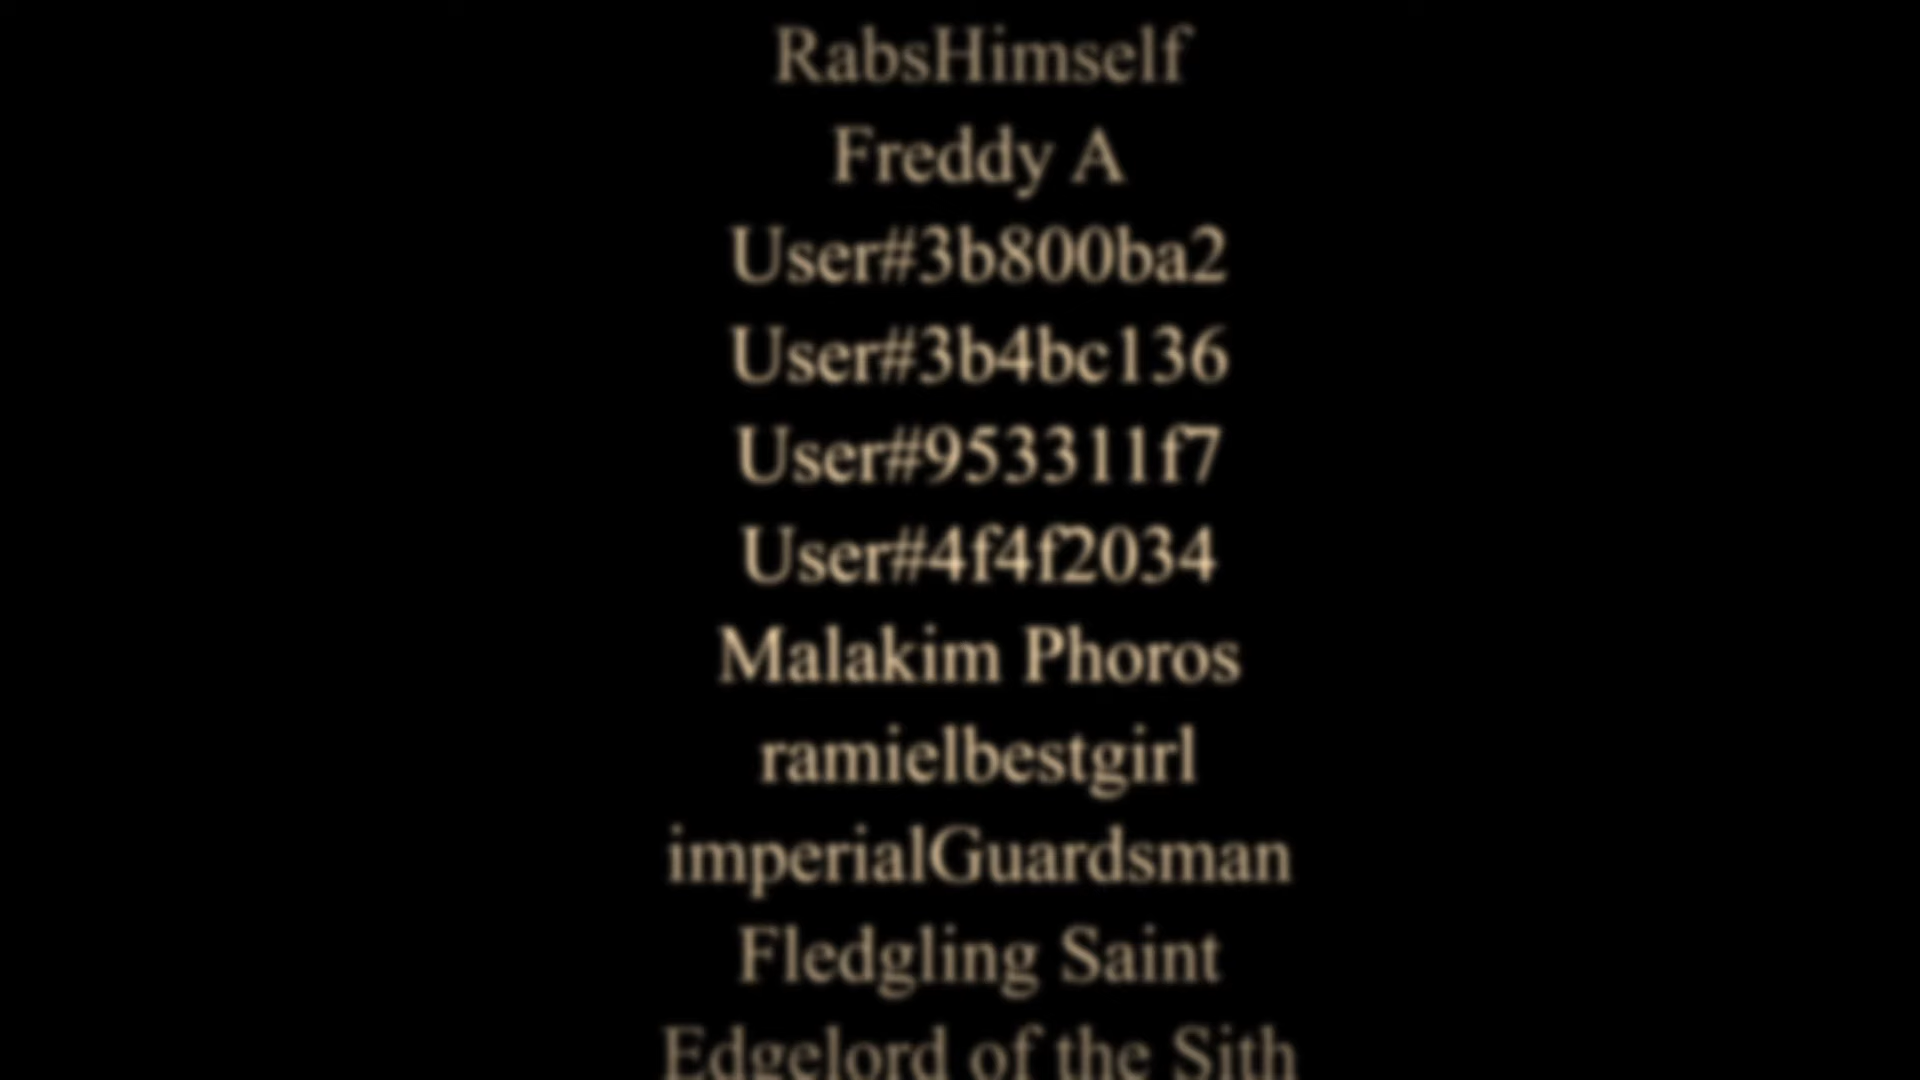 RabsHimself
Freddy A
User#3b800ba2
User#3b4bc136
User#953311f7
User#4f4f2034
Malakim Phoros
ramielbestgirl
imperialGuardsman
Fledgling Saint
Edgelord of the Sith